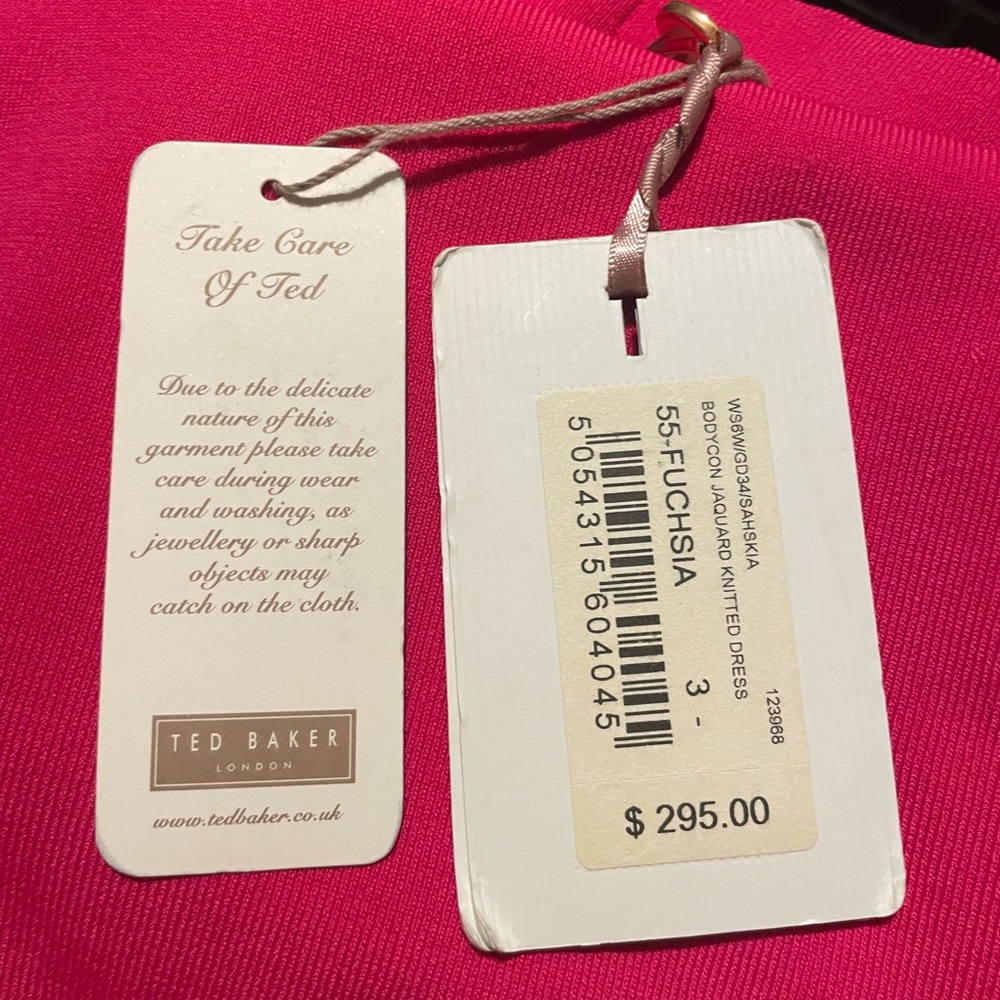 Take Care
Of Ted
Due to the delicate
nature of this
garment please take
care during wear
and washing, as
jewellery or sharp
objects may
catch on the cloth.
TED BAKER
LONDON
www.tedbaker.co.uk
WS6W/GD34/SAHSKIA
123968
BODYCON JAQUARD KNITTED DRESS
55-FUCHSIA 3 -
5 054315 604045
$ 295.00